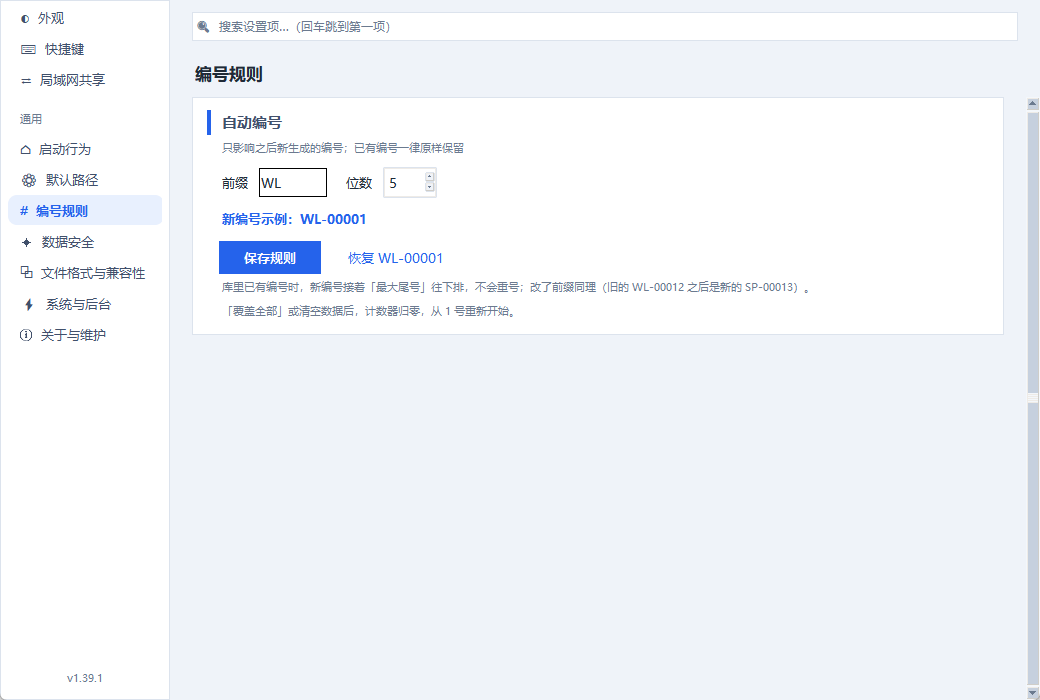 外观
快捷键
局域网共享
通用
启动行为
默认路径
# 编号规则
数据安全
文件格式与兼容性
系统与后台
关于与维护
v1.39.1
搜索设置项...（回车跳到第一项）
编号规则
自动编号
只影响之后新生成的编号；已有编号一律原样保留
前缀 WL 位数 5
新编号示例：WL-00001
保存规则 恢复 WL-00001
库里已有编号时，新编号接着「最大尾号」往下排，不会重号；改了前缀同理（旧的 WL-00012 之后是新的 SP-00013）。
「覆盖全部」或清空数据后，计数器归零，从 1 号重新开始。